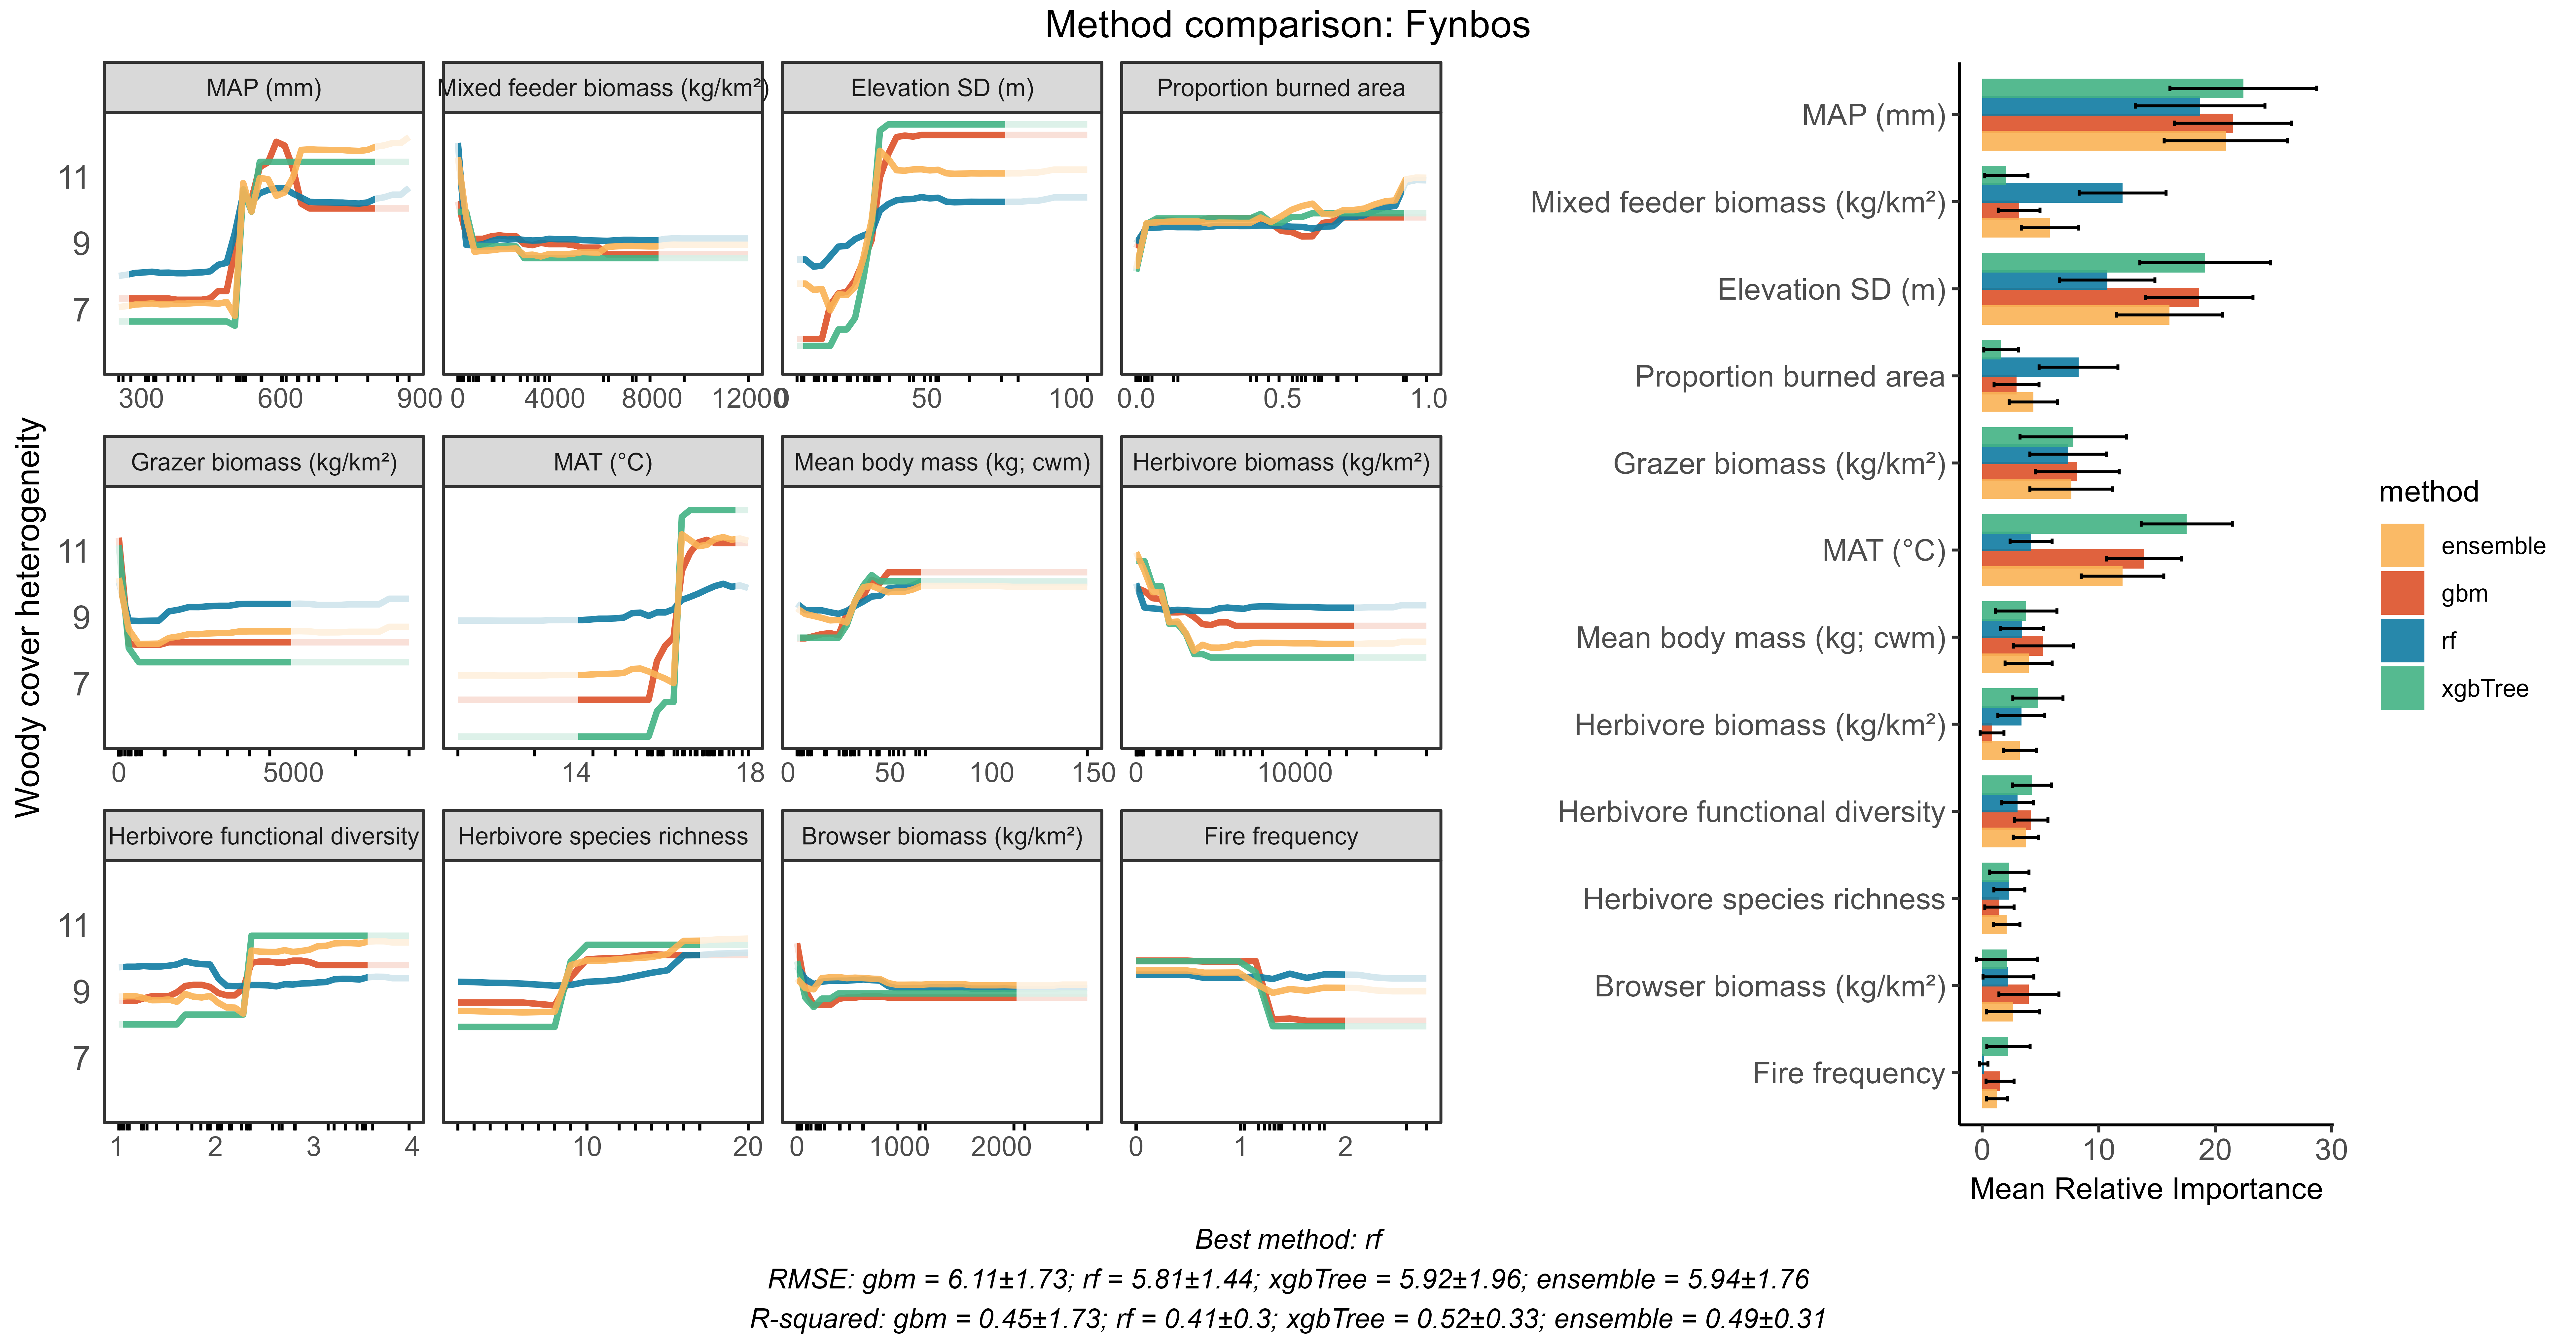 Method comparison: Fynbos
MAP (mm)
Mixed feeder biomass (kg/km²)
Elevation SD (m)
Proportion burned area
11
9
7
300 600 900
0 4000 8000 12000
0 50 100
0.0 0.5 1.0
Woody cover heterogeneity
Grazer biomass (kg/km²)
MAT (°C)
Mean body mass (kg; cwm)
Herbivore biomass (kg/km²)
11
9
7
0 5000
14 18
0 50 100 150
0 10000
Herbivore functional diversity
Herbivore species richness
Browser biomass (kg/km²)
Fire frequency
11
9
7
1 2 3 4
10 20
0 1000 2000
0 1 2
MAP (mm)
Mixed feeder biomass (kg/km²)
Elevation SD (m)
Proportion burned area
Grazer biomass (kg/km²)
MAT (°C)
Mean body mass (kg; cwm)
Herbivore biomass (kg/km²)
Herbivore functional diversity
Herbivore species richness
Browser biomass (kg/km²)
Fire frequency
0 10 20 30
Mean Relative Importance
method
ensemble
gbm
rf
xgbTree
Best method: rf
RMSE: gbm = 6.11±1.73; rf = 5.81±1.44; xgbTree = 5.92±1.96; ensemble = 5.94±1.76
R-squared: gbm = 0.45±1.73; rf = 0.41±0.3; xgbTree = 0.52±0.33; ensemble = 0.49±0.31